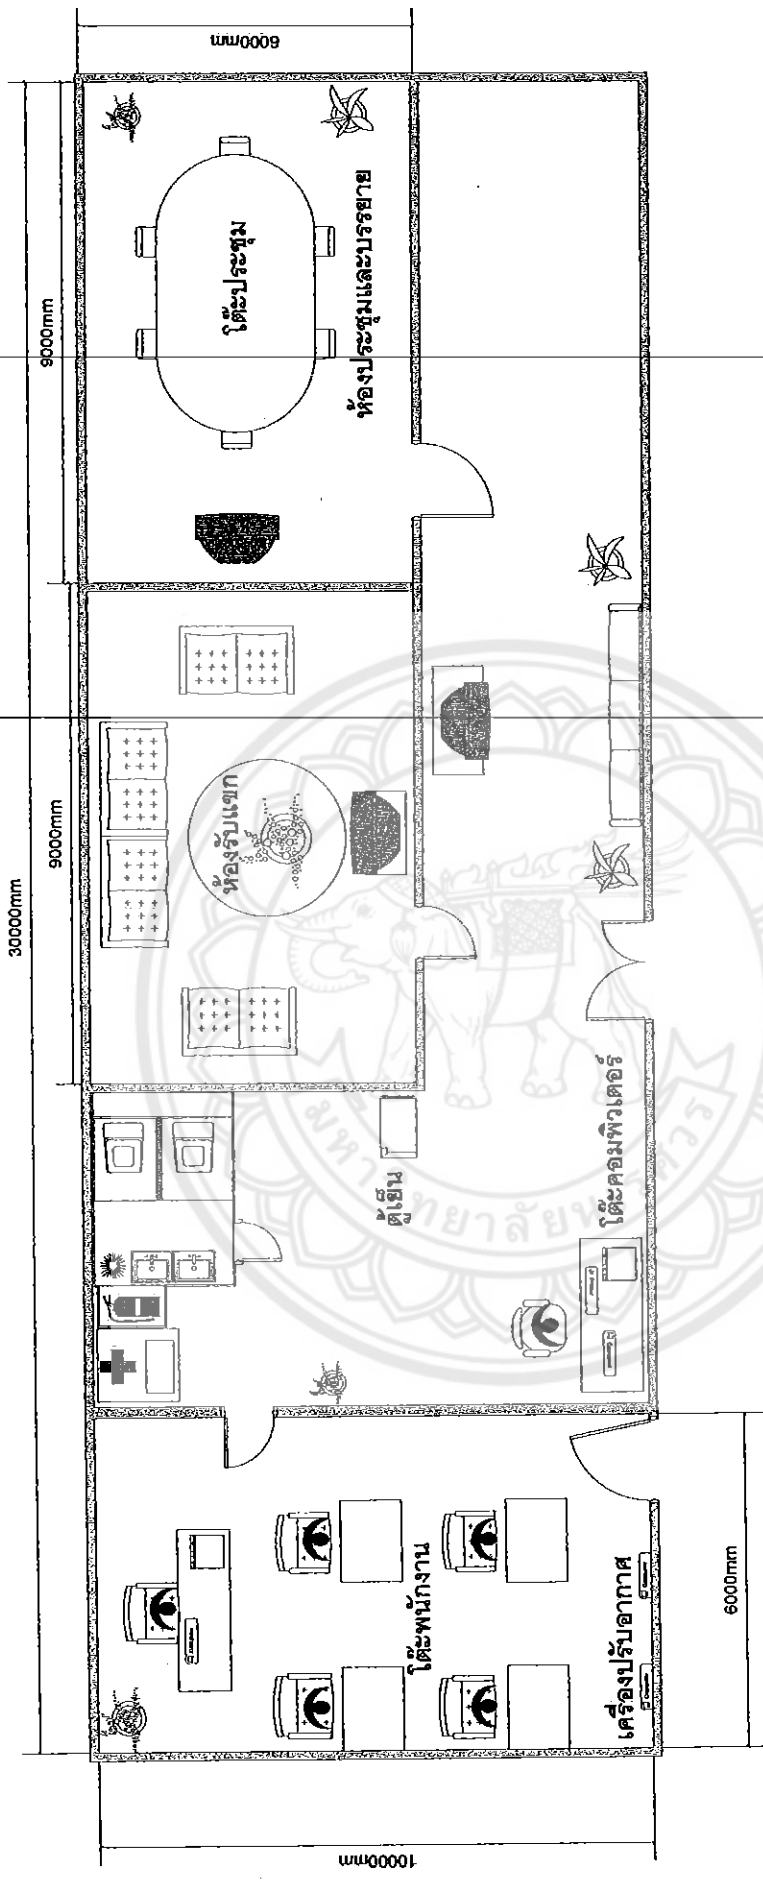 6000mm
30000mm
9000mm
9000mm
โต๊ะประชุม
ห้องประชุมและบรรยาย
ห้องรับแขก
ตู้เย็น
โต๊ะคอมพิวเตอร์
โต๊ะพนักงาน
เครื่องปรับอากาศ
6000mm
10000mm